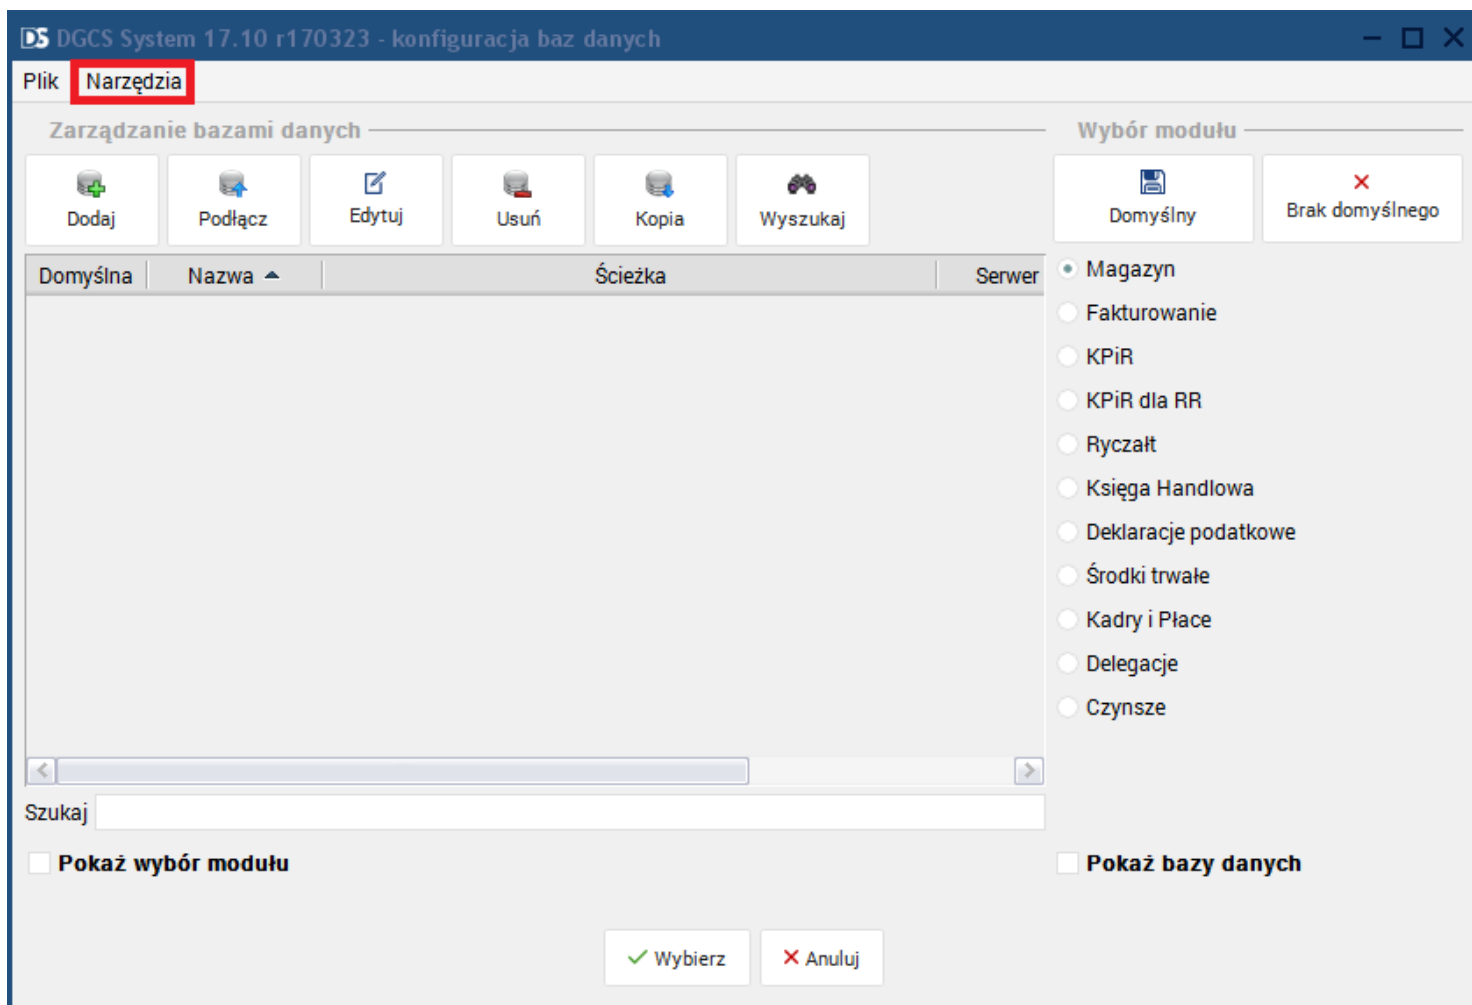 DS DGCS System 17.10 r170323 - konfiguracja baz danych
Plik Narzędzia
Zarządzanie bazami danych
Dodaj Podłącz Edytuj Usuń Kopia Wyszukaj
Domyślna Nazwa Ścieżka Serwer
Szukaj
Pokaż wybór modułu
Wybór modułu
Domyślny Brak domyślnego
Magazyn
Fakturowanie
KPiR
KPiR dla RR
Ryczałt
Księga Handlowa
Deklaracje podatkowe
Środki trwałe
Kadry i Płace
Delegacje
Czynsze
Pokaż bazy danych
Wybierz Anuluj